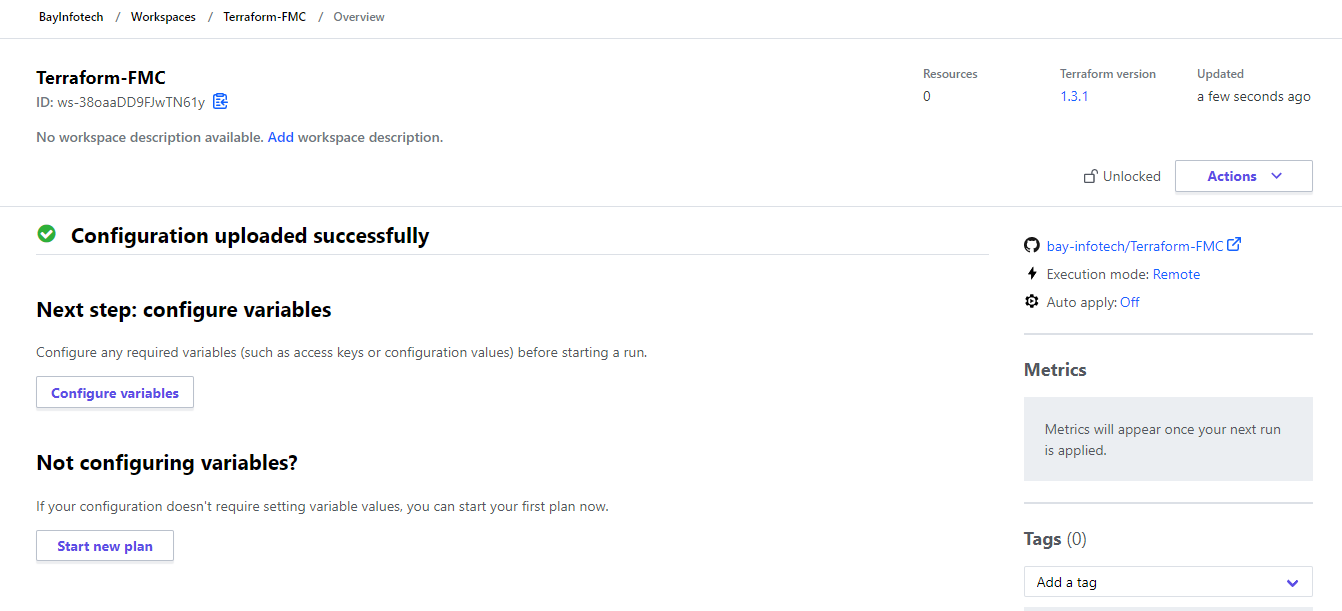 BayInfotech / Workspaces / Terraform-FMC / Overview
Terraform-FMC
ID: ws-38oaaDD9FJwTN61y
No workspace description available. Add workspace description.
Resources
0
Terraform version
1.3.1
Updated
a few seconds ago
Unlocked
Actions
Configuration uploaded successfully
Next step: configure variables
Configure any required variables (such as access keys or configuration values) before starting a run.
Configure variables
Not configuring variables?
If your configuration doesn't require setting variable values, you can start your first plan now.
Start new plan
bay-infotech/Terraform-FMC
Execution mode: Remote
Auto apply: Off
Metrics
Metrics will appear once your next run
is applied.
Tags (0)
Add a tag